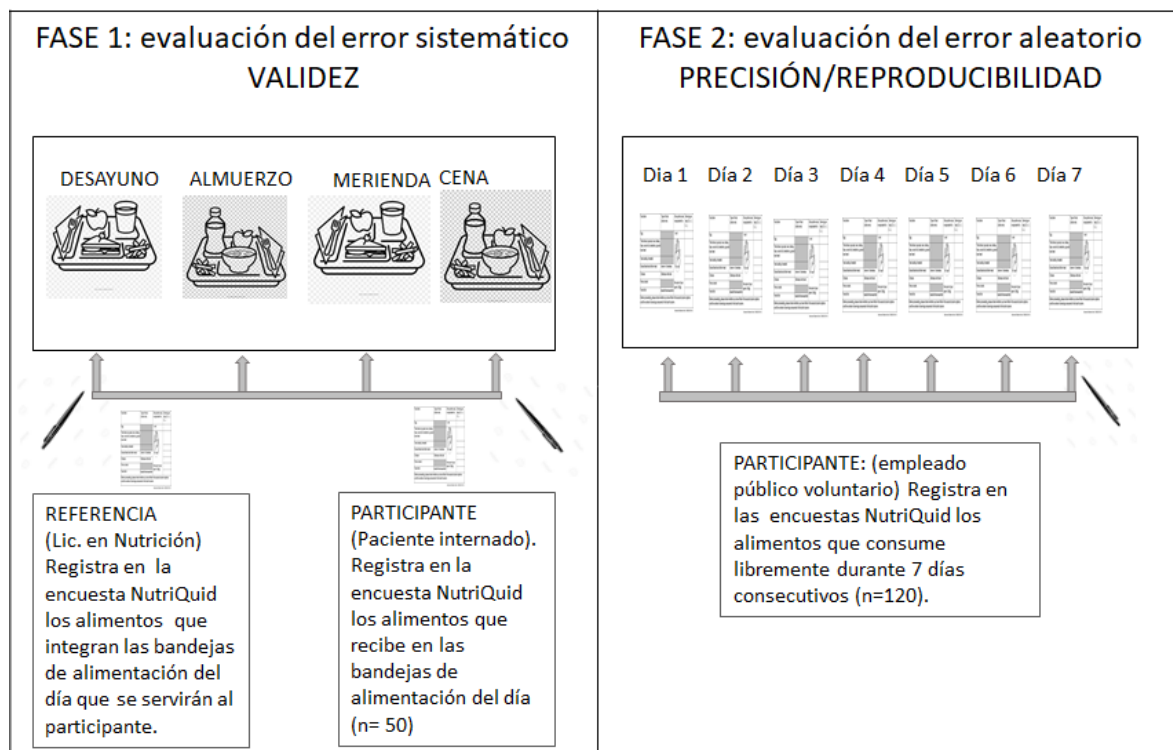 FASE 1: evaluación del error sistemático
VALIDEZ
DESAYUNO
ALMUERZO
MERIENDA
CENA
REFERENCIA
(Lic. en Nutrición)
Registra en la
encuesta NutriQuid
los alimentos que
integran las bandejas
de alimentación del
día que se servirán al
participante.
PARTICIPANTE
(Paciente internado).
Registra en la
encuesta NutriQuid
los alimentos que
recibe en las
bandejas de
alimentación del día
(n= 50)
FASE 2: evaluación del error aleatorio
PRECISIÓN/REPRODUCIBILIDAD
Dia 1 Día 2 Día 3 Día 4 Día 5 Día 6 Día 7
PARTICIPANTE: (empleado
público voluntario) Registra en
las encuestas NutriQuid los
alimentos que consume
libremente durante 7 días
consecutivos (n=120).